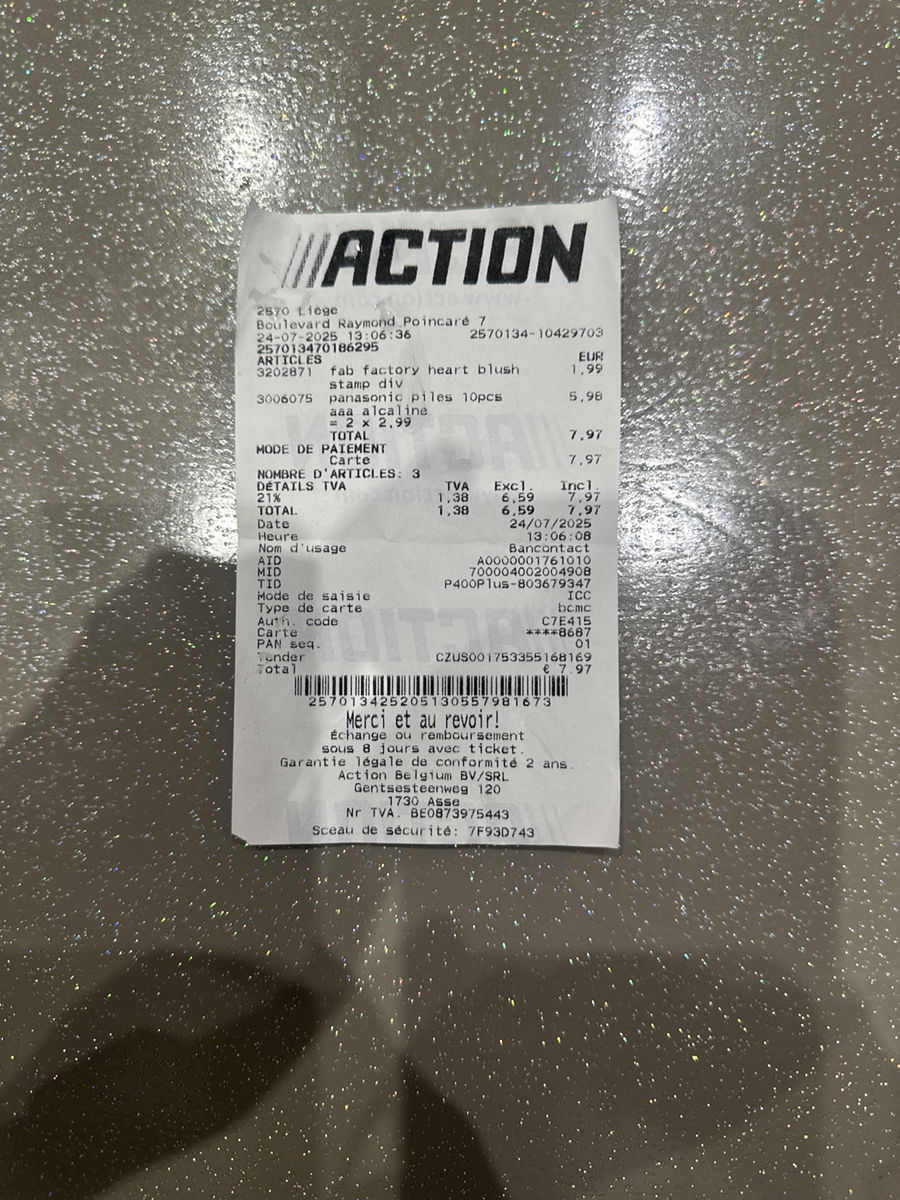 ///ACTION
2570 Liège
Boulevard Raymond Poincaré 7
24-07-2025 13:06:36 2570134-10429703
257013470186295
ARTICLES EUR
3202871 fab factory heart blush 1,99
stamp div
3006075 panasonic piles 10pcs 5,98
aaa alcaline
= 2 x 2,99
TOTAL 7,97
MODE DE PAIEMENT
Carte 7,97
NOMBRE D'ARTICLES: 3
DÉTAILS TVA TVA Excl. Incl.
21% 1,38 6,59 7,97
TOTAL 1,38 6,59 7,97
Date 24/07/2025
Heure 13:06:08
Nom d'usage Bancontact
AID A0000001761010
MID 700004002004908
TID P400Plus-803679347
Mode de saisie ICC
Type de carte bcmc
Auth. code C7E415
Carte ****8687
PAN seq. 01
Tender CZUS001753355168169
Total € 7.97
257013425205130557981673
Merci et au revoir!
Échange ou remboursement
sous 8 jours avec ticket.
Garantie légale de conformité 2 ans.
Action Belgium BV/SRL
Gentsesteenweg 120
1730 Asse
Nr TVA. BE0873975443
Sceau de sécurité: 7F93D743